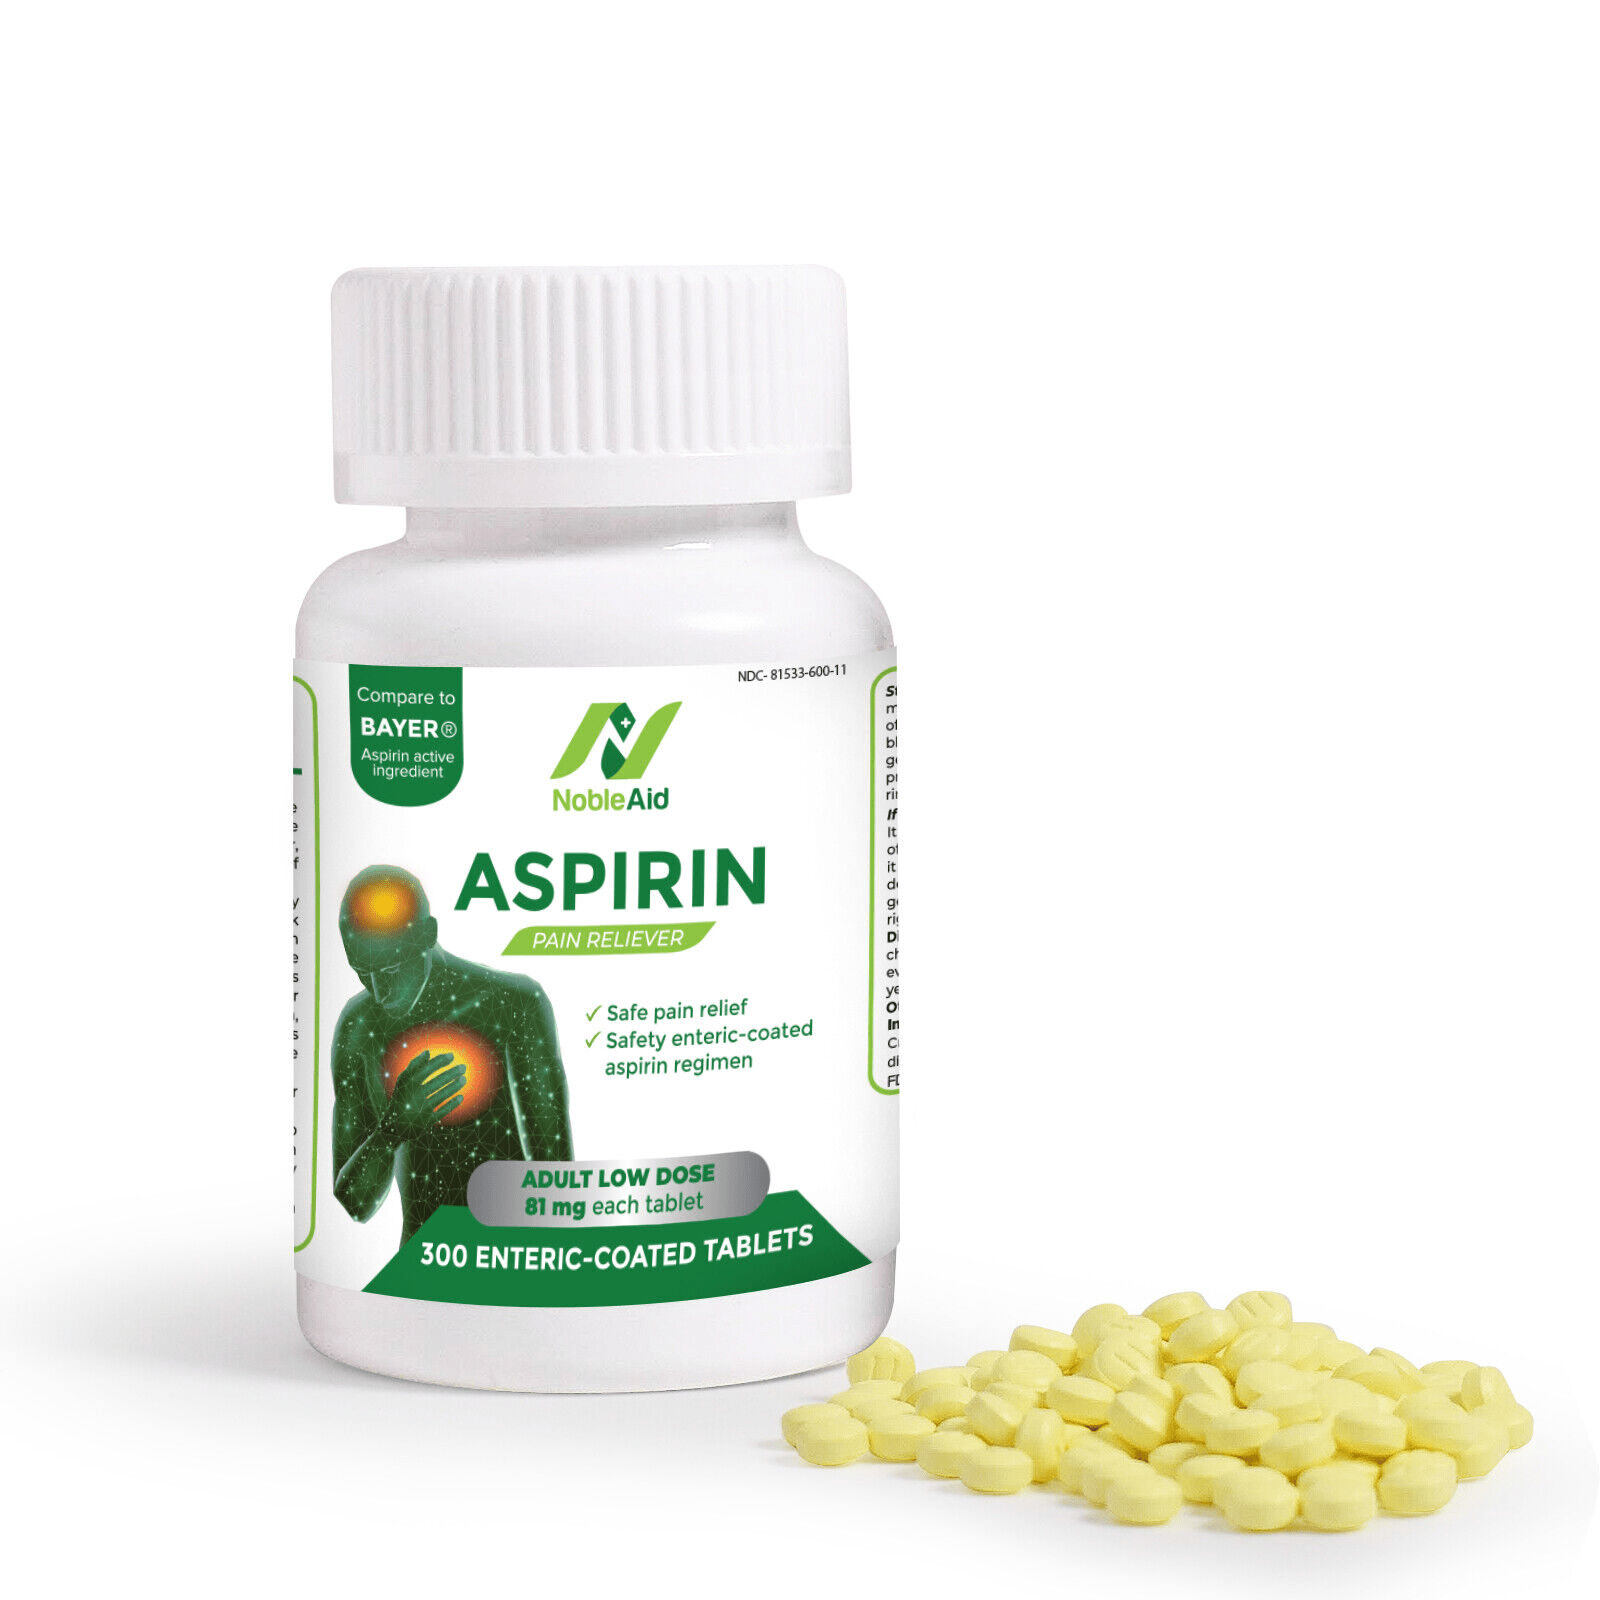 NDC- 81533-600-11
Compare to
BAYER®
Aspirin active
ingredient
NobleAid
ASPIRIN
PAIN RELIEVER
✓ Safe pain relief
✓ Safety enteric-coated
aspirin regimen
ADULT LOW DOSE
81 mg each tablet
300 ENTERIC-COATED TABLETS